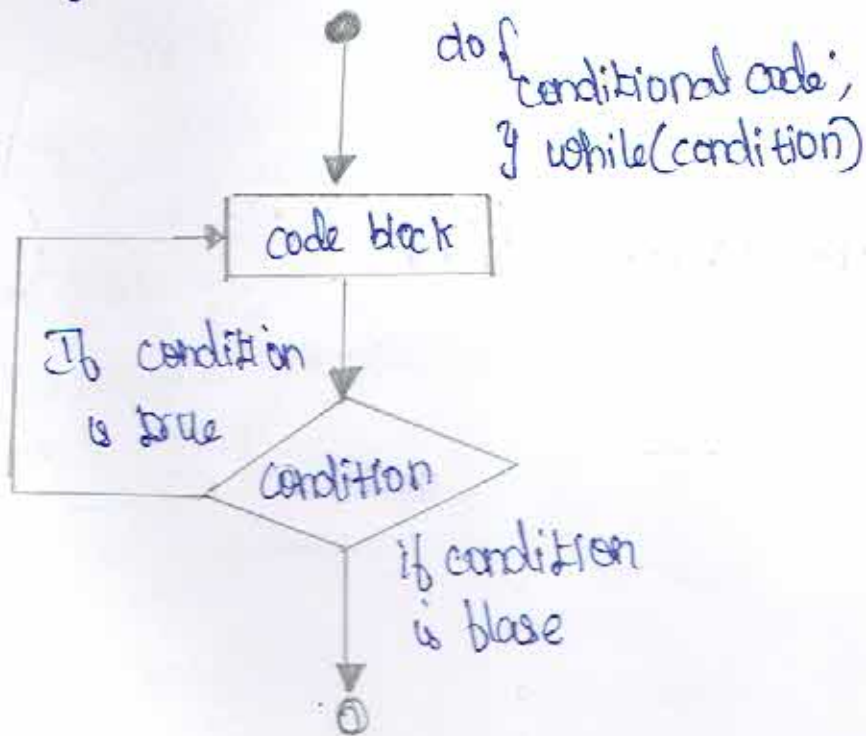 do {
conditional code;
} while(condition)
code block
If condition
is true
condition
if condition
is flase